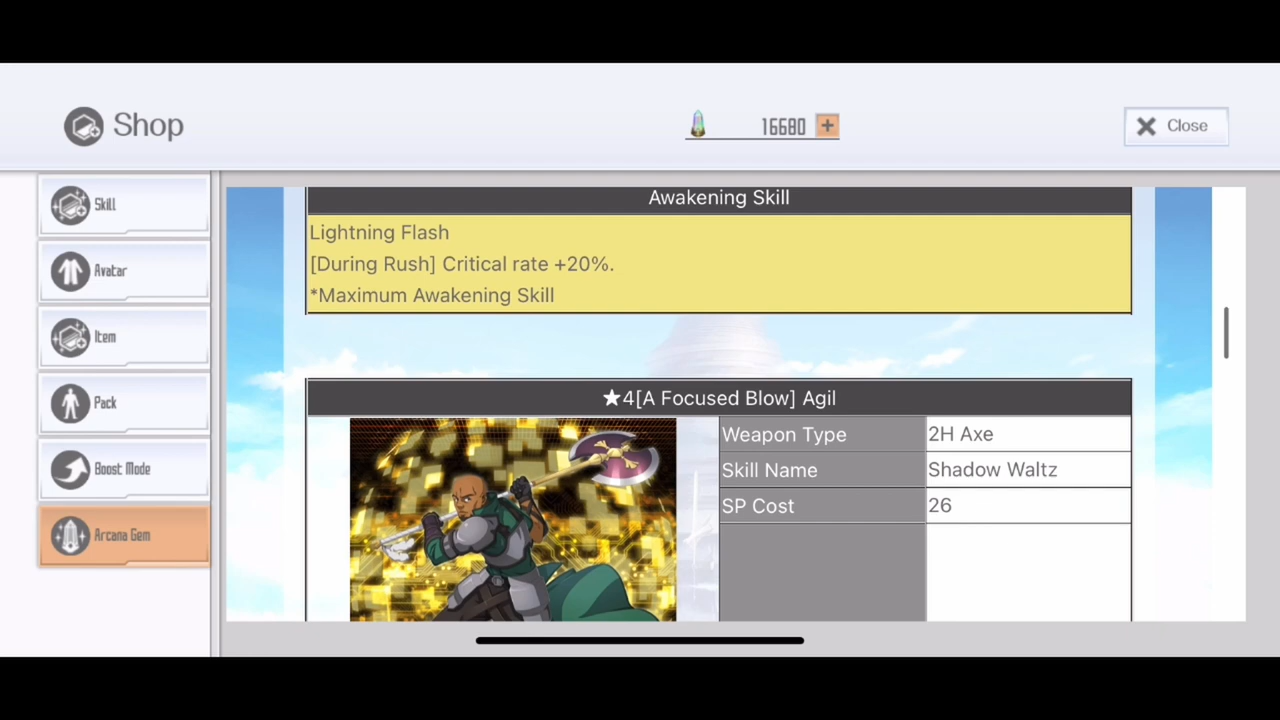 Shop
16680 +
Close
Skill
Avatar
Item
Pack
Boost Mode
Arcana Gem
Awakening Skill
Lightning Flash
[During Rush] Critical rate +20%.
*Maximum Awakening Skill
★4[A Focused Blow] Agil
Weapon Type 2H Axe
Skill Name Shadow Waltz
SP Cost 26